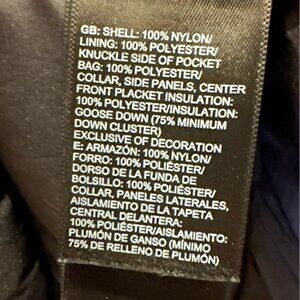 GB: SHELL: 100% NYLON/
LINING: 100% POLYESTER/
KNUCKLE SIDE OF POCKET
BAG: 100% POLYESTER/
COLLAR, SIDE PANELS, CENTER
FRONT PLACKET INSULATION:
100% POLYESTER/INSULATION:
GOOSE DOWN (75% MINIMUM
DOWN CLUSTER)
EXCLUSIVE OF DECORATION
E: ARMAZÓN: 100% NYLON/
FORRO: 100% POLIÉSTER/
DORSO DE LA FUNDA DE
BOLSILLO: 100% POLIÉSTER/
COLLAR, PANELES LATERALES,
AISLAMIENTO DE LA TAPETA
CENTRAL DELANTERA:
100% POLIÉSTER/AISLAMIENTO:
PLUMÓN DE GANSO (MÍNIMO
75% DE RELLENO DE PLUMÓN)